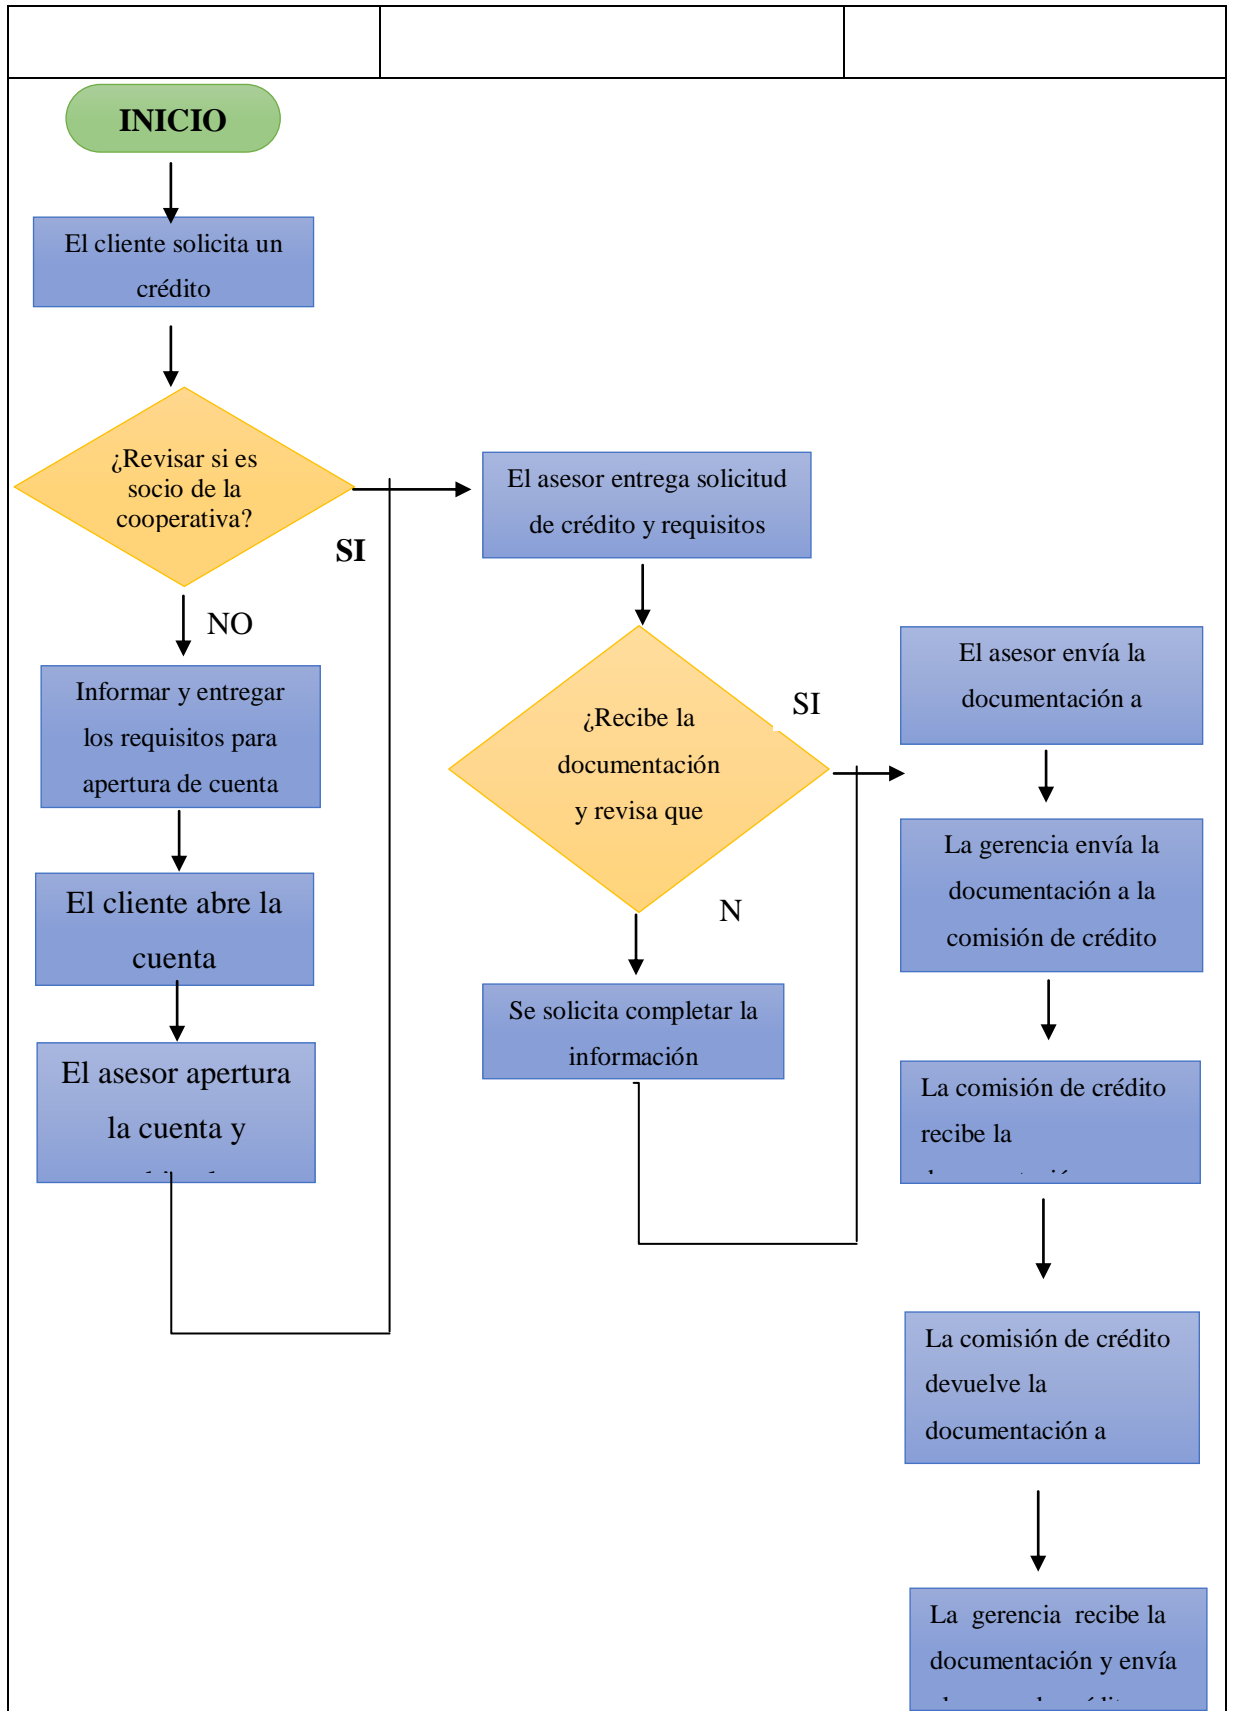 INICIO
El cliente solicita un
crédito
¿Revisar si es
socio de la
cooperativa?
SI
NO
Informar y entregar
los requisitos para
apertura de cuenta
El cliente abre la
cuenta
El asesor apertura
la cuenta y
El asesor entrega solicitud
de crédito y requisitos
¿Recibe la
documentación
y revisa que
SI
N
Se solicita completar la
información
El asesor envía la
documentación a
La gerencia envía la
documentación a la
comisión de crédito
La comisión de crédito
recibe la
La comisión de crédito
devuelve la
documentación a
La gerencia recibe la
documentación y envía